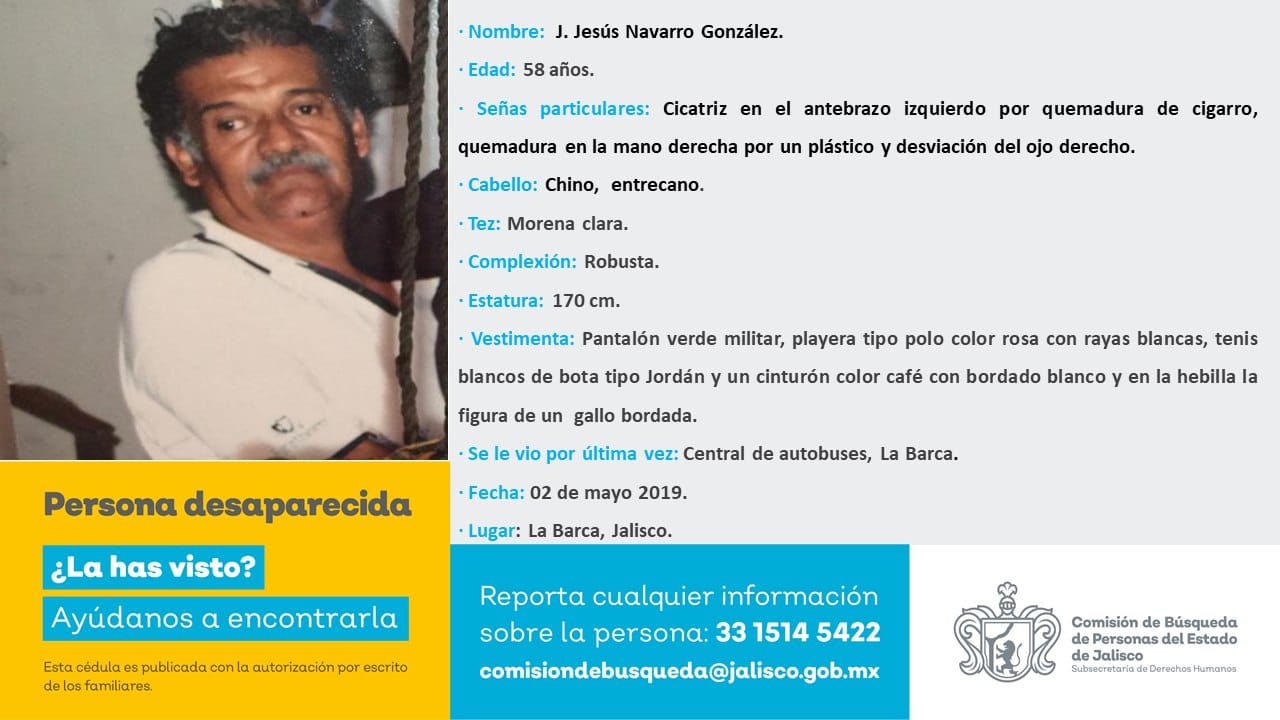 · Nombre: J. Jesús Navarro González.
· Edad: 58 años.
· Señas particulares: Cicatriz en el antebrazo izquierdo por quemadura de cigarro,
quemadura en la mano derecha por un plástico y desviación del ojo derecho.
· Cabello: Chino, entrecano.
· Tez: Morena clara.
· Complexión: Robusta.
· Estatura: 170 cm.
· Vestimenta: Pantalón verde militar, playera tipo polo color rosa con rayas blancas, tenis
blancos de bota tipo Jordán y un cinturón color café con bordado blanco y en la hebilla la
figura de un gallo bordada.
· Se le vio por última vez: Central de autobuses, La Barca.
· Fecha: 02 de mayo 2019.
· Lugar: La Barca, Jalisco.
Persona desaparecida
¿La has visto?
Ayúdanos a encontrarla
Esta cédula es publicada con la autorización por escrito
de los familiares.
Reporta cualquier información
sobre la persona: 33 1514 5422
comisiondebusqueda@jalisco.gob.mx
Comisión de Búsqueda
de Personas del Estado
de Jalisco
Subsecretaría de Derechos Humanos